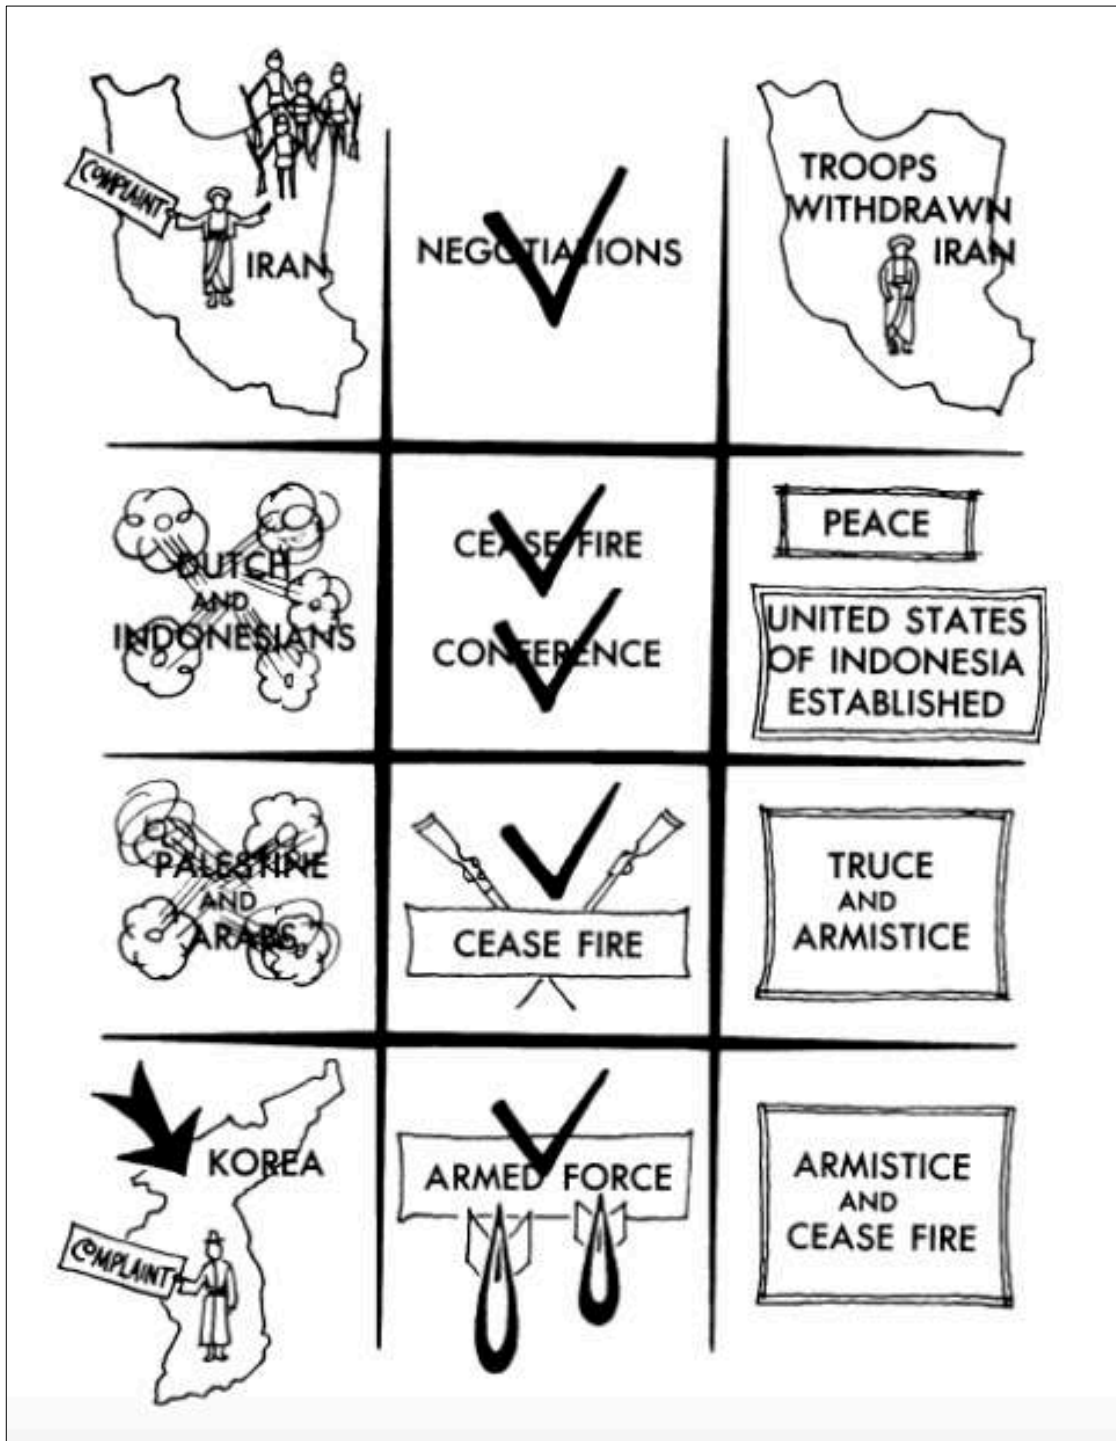 COMPLAINT
IRAN
NEGOTIATIONS
TROOPS
WITHDRAWN
IRAN
DUTCH
AND
INDONESIANS
CEASE FIRE
CONFERENCE
PEACE
UNITED STATES
OF INDONESIA
ESTABLISHED
PALESTINE
AND
ARABS
CEASE FIRE
TRUCE
AND
ARMISTICE
KOREA
COMPLAINT
ARMED FORCE
ARMISTICE
AND
CEASE FIRE